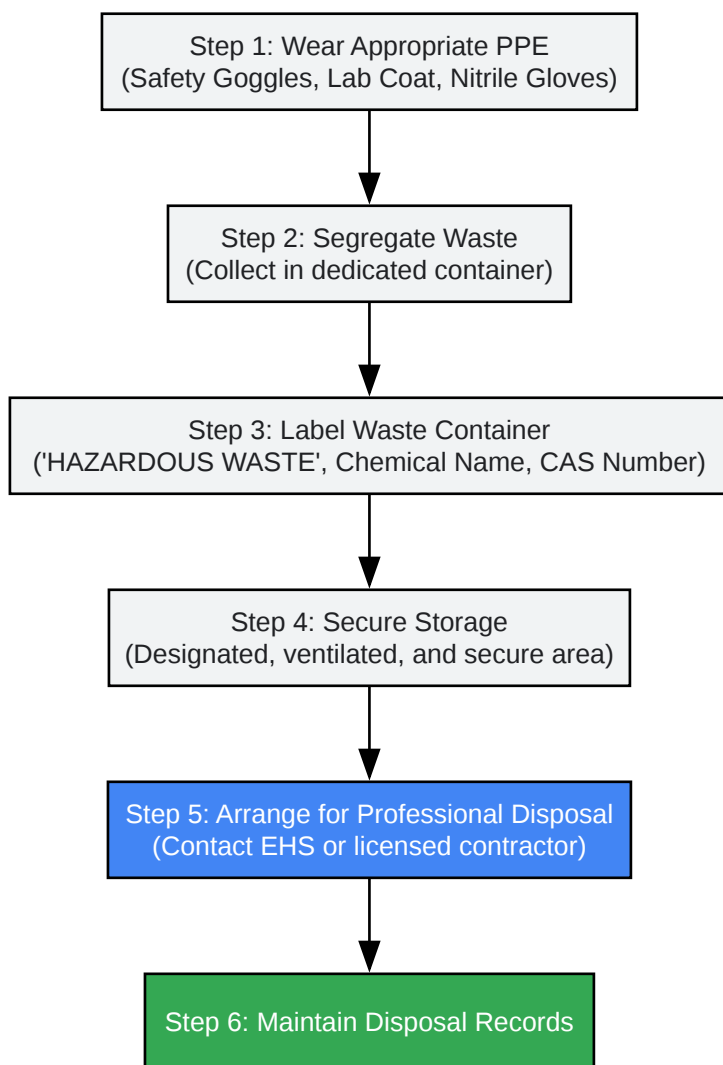 Step 1: Wear Appropriate PPE
(Safety Goggles, Lab Coat, Nitrile Gloves)
Step 2: Segregate Waste
(Collect in dedicated container)
Step 3: Label Waste Container
('HAZARDOUS WASTE', Chemical Name, CAS Number)
Step 4: Secure Storage
(Designated, ventilated, and secure area)
Step 5: Arrange for Professional Disposal
(Contact EHS or licensed contractor)
Step 6: Maintain Disposal Records